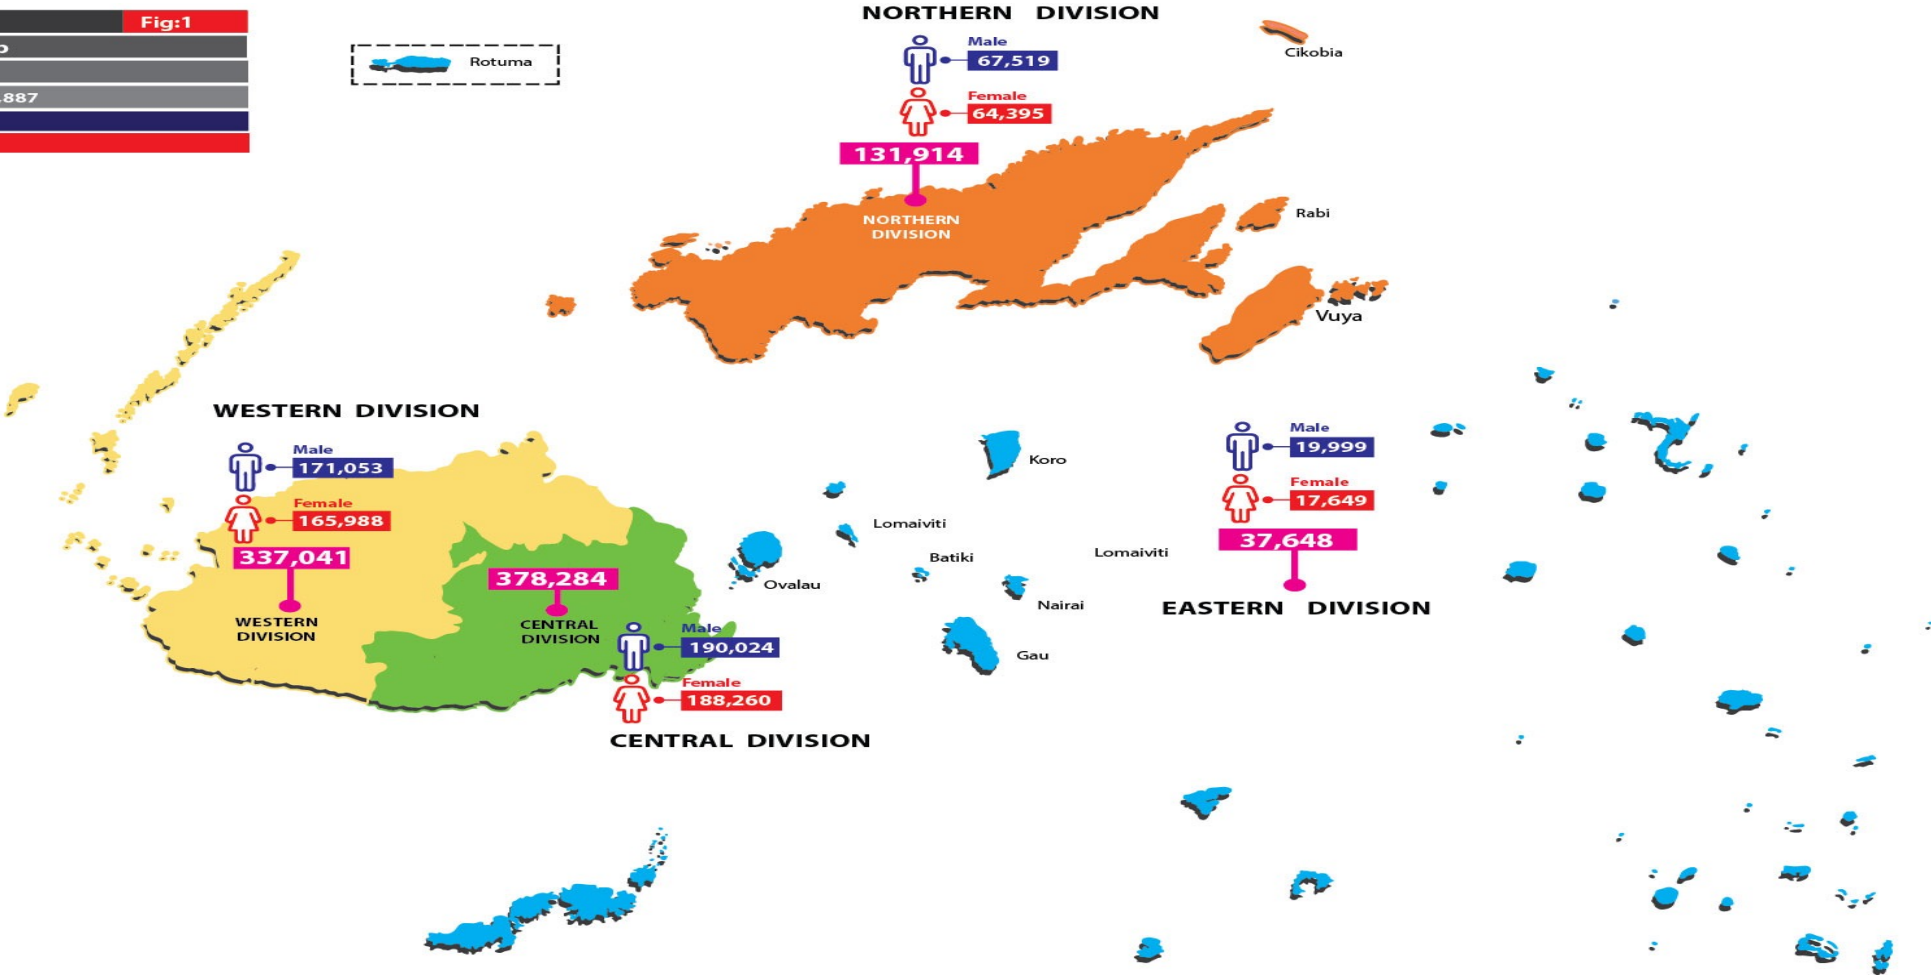 Fig:1
.887
Rotuma
NORTHERN DIVISION
Male
67,519
Female
64,395
131,914
NORTHERN
DIVISION
Cikobia
Rabi
Vuya
WESTERN DIVISION
Male
171,053
Female
165,988
337,041
WESTERN
DIVISION
378,284
CENTRAL
DIVISION
Male
190,024
Female
188,260
CENTRAL DIVISION
Koro
Lomaiviti
Batiki
Ovalau
Nairai
Gau
Lomaiviti
Male
19,999
Female
17,649
37,648
EASTERN DIVISION